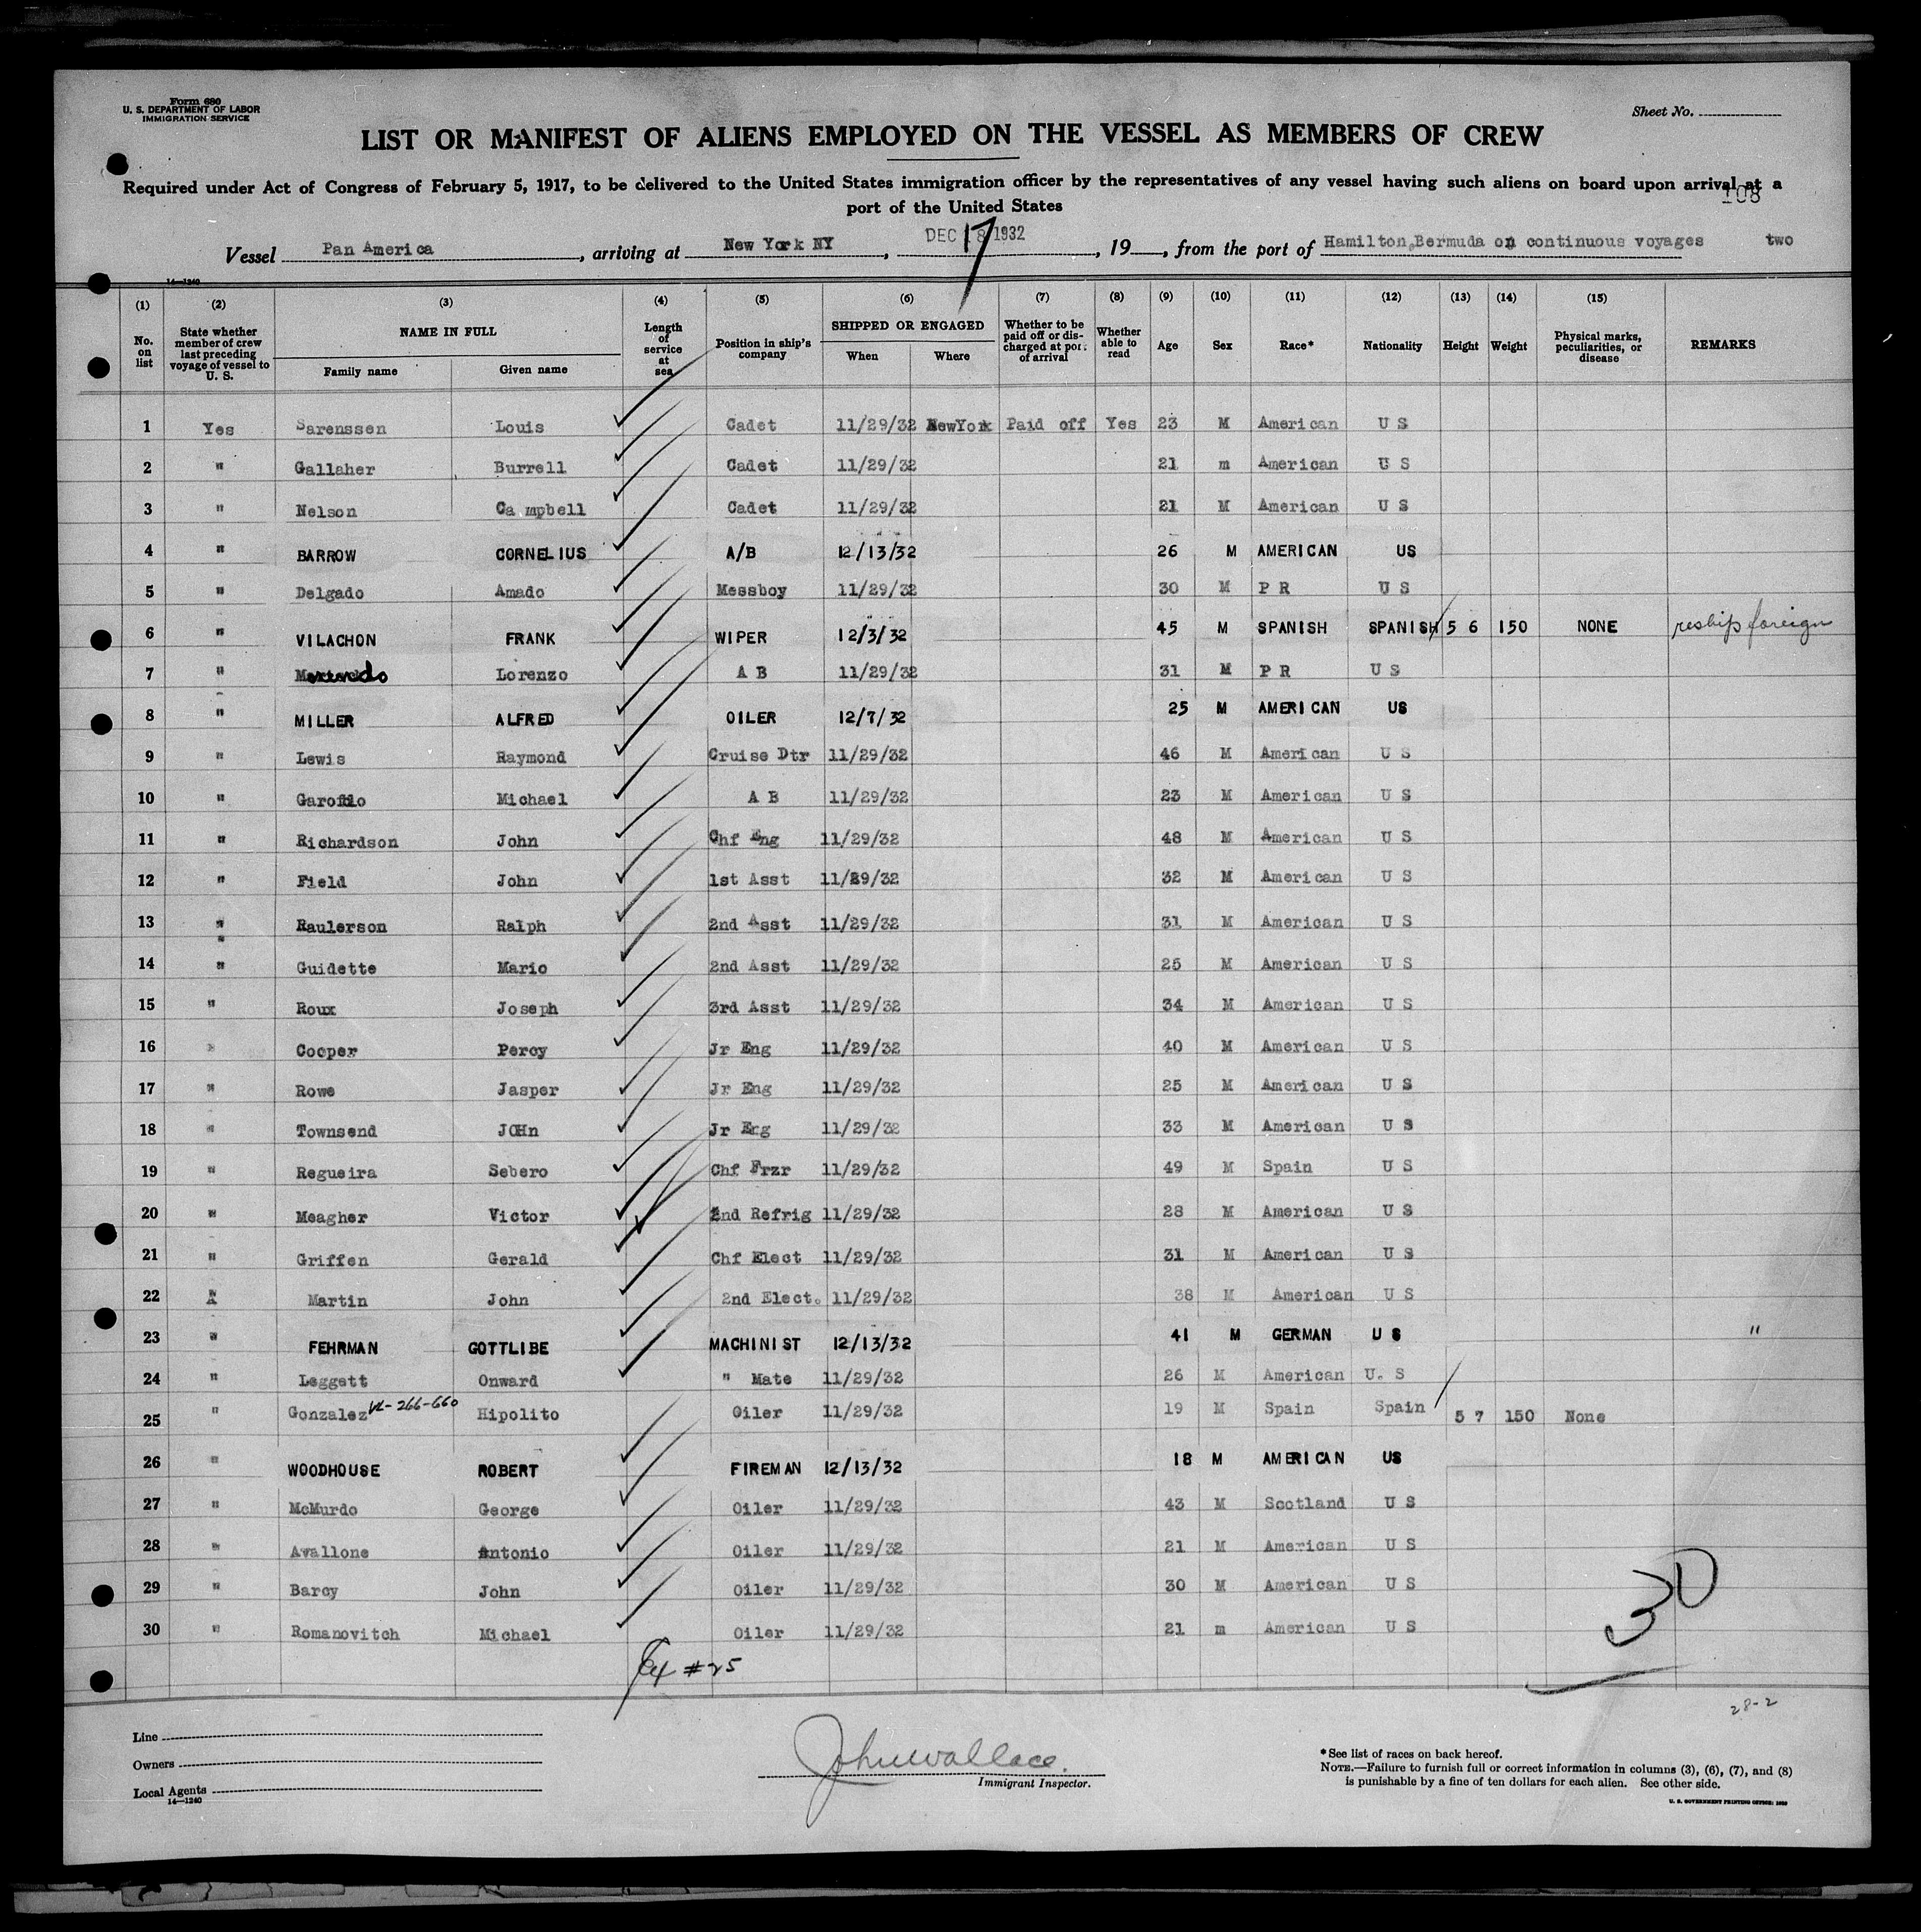 Form 680
U. S. DEPARTMENT OF LABOR
IMMIGRATION SERVICE
Sheet No.
LIST OR MANIFEST OF ALIENS EMPLOYED ON THE VESSEL AS MEMBERS OF CREW
Required under Act of Congress of February 5, 1917, to be delivered to the United States immigration officer by the representatives of any vessel having such aliens on board upon arrival at a
port of the United States
108
Vessel Pan America, arriving at New York NY, DEC 17 1932, 19, from the port of Hamilton, Bermuda on continuous voyages two
14—1240
(1) (2) (3) (4) (5) (6) (7) (8) (9) (10) (11) (12) (13) (14) (15)
No. on list State whether member of crew last preceding voyage of vessel to U. S. NAME IN FULL Family name Given name Length of service at sea Position in ship's company SHIPPED OR ENGAGED When Where Whether to be paid off or discharged at port of arrival Whether able to read Age Sex Race* Nationality Height Weight Physical marks, peculiarities, or disease REMARKS
1 Yes Sarenssen Louis Cadet 11/29/32 NewYork Paid off Yes 23 M American U S
2 " Gallaher Burrell Cadet 11/29/32 21 m American U S
3 " Nelson Campbell Cadet 11/29/32 21 M American U S
4 " BARROW CORNELIUS A/B 12/13/32 26 M AMERICAN US
5 " Delgado Amado Messboy 11/29/32 30 M P R U S
6 " VILACHON FRANK WIPER 12/3/32 45 M SPANISH SPANISH 5 6 150 NONE reship foreign
7 " Lorenzo A B 11/29/32 31 M P R U S
8 " MILLER ALFRED OILER 12/7/32 25 M AMERICAN US
9 " Lewis Raymond Cruise Dtr 11/29/32 46 M American U S
10 " Michael A B 11/29/32 23 M American U S
11 " Richardson John Chf Eng 11/29/32 48 M American U S
12 " Field John 1st Asst 11/29/32 32 M American U S
13 " Raulerson Ralph 2nd Asst 11/29/32 31 M American U S
14 " Guidette Mario 2nd Asst 11/29/32 25 M American U S
15 " Roux Joseph 3rd Asst 11/29/32 34 M American U S
16 " Cooper Percy Jr Eng 11/29/32 40 M American U S
17 " Rowe Jasper Jr Eng 11/29/32 25 M American U S
18 " Townsend JOHn Jr Eng 11/29/32 33 M American U S
19 " Regueira Sebero Chf Frzr 11/29/32 49 M Spain U S
20 " Meagher Victor 2nd Refrig 11/29/32 28 M American U S
21 " Griffen Gerald Chf Elect 11/29/32 31 M American U S
22 " Martin John 2nd Elect. 11/29/32 38 M American U S
23 " FEHRMAN GOTTLIBE MACHINIST 12/13/32 41 M GERMAN U S "
24 " Leggett Onward " Mate 11/29/32 26 M American U. S
25 " Gonzalez VL-266-660 Hipolito Oiler 11/29/32 19 M Spain Spain 5 7 150 None
26 " WOODHOUSE ROBERT FIREMAN 12/13/32 18 M AMERICAN US
27 " McMurdo George Oiler 11/29/32 43 M Scotland U S
28 " Avallone Antonio Oiler 11/29/32 21 M American U S
29 " Barcy John Oiler 11/29/32 30 M American U S
30 " Romanovitch Michael Oiler 11/29/32 21 m American U S
#25
30
28-2
Line
Owners
Local Agents
14—1240
John Wallace.
Immigrant Inspector.
*See list of races on back hereof.
NOTE.—Failure to furnish full or correct information in columns (3), (6), (7), and (8)
is punishable by a fine of ten dollars for each alien. See other side.